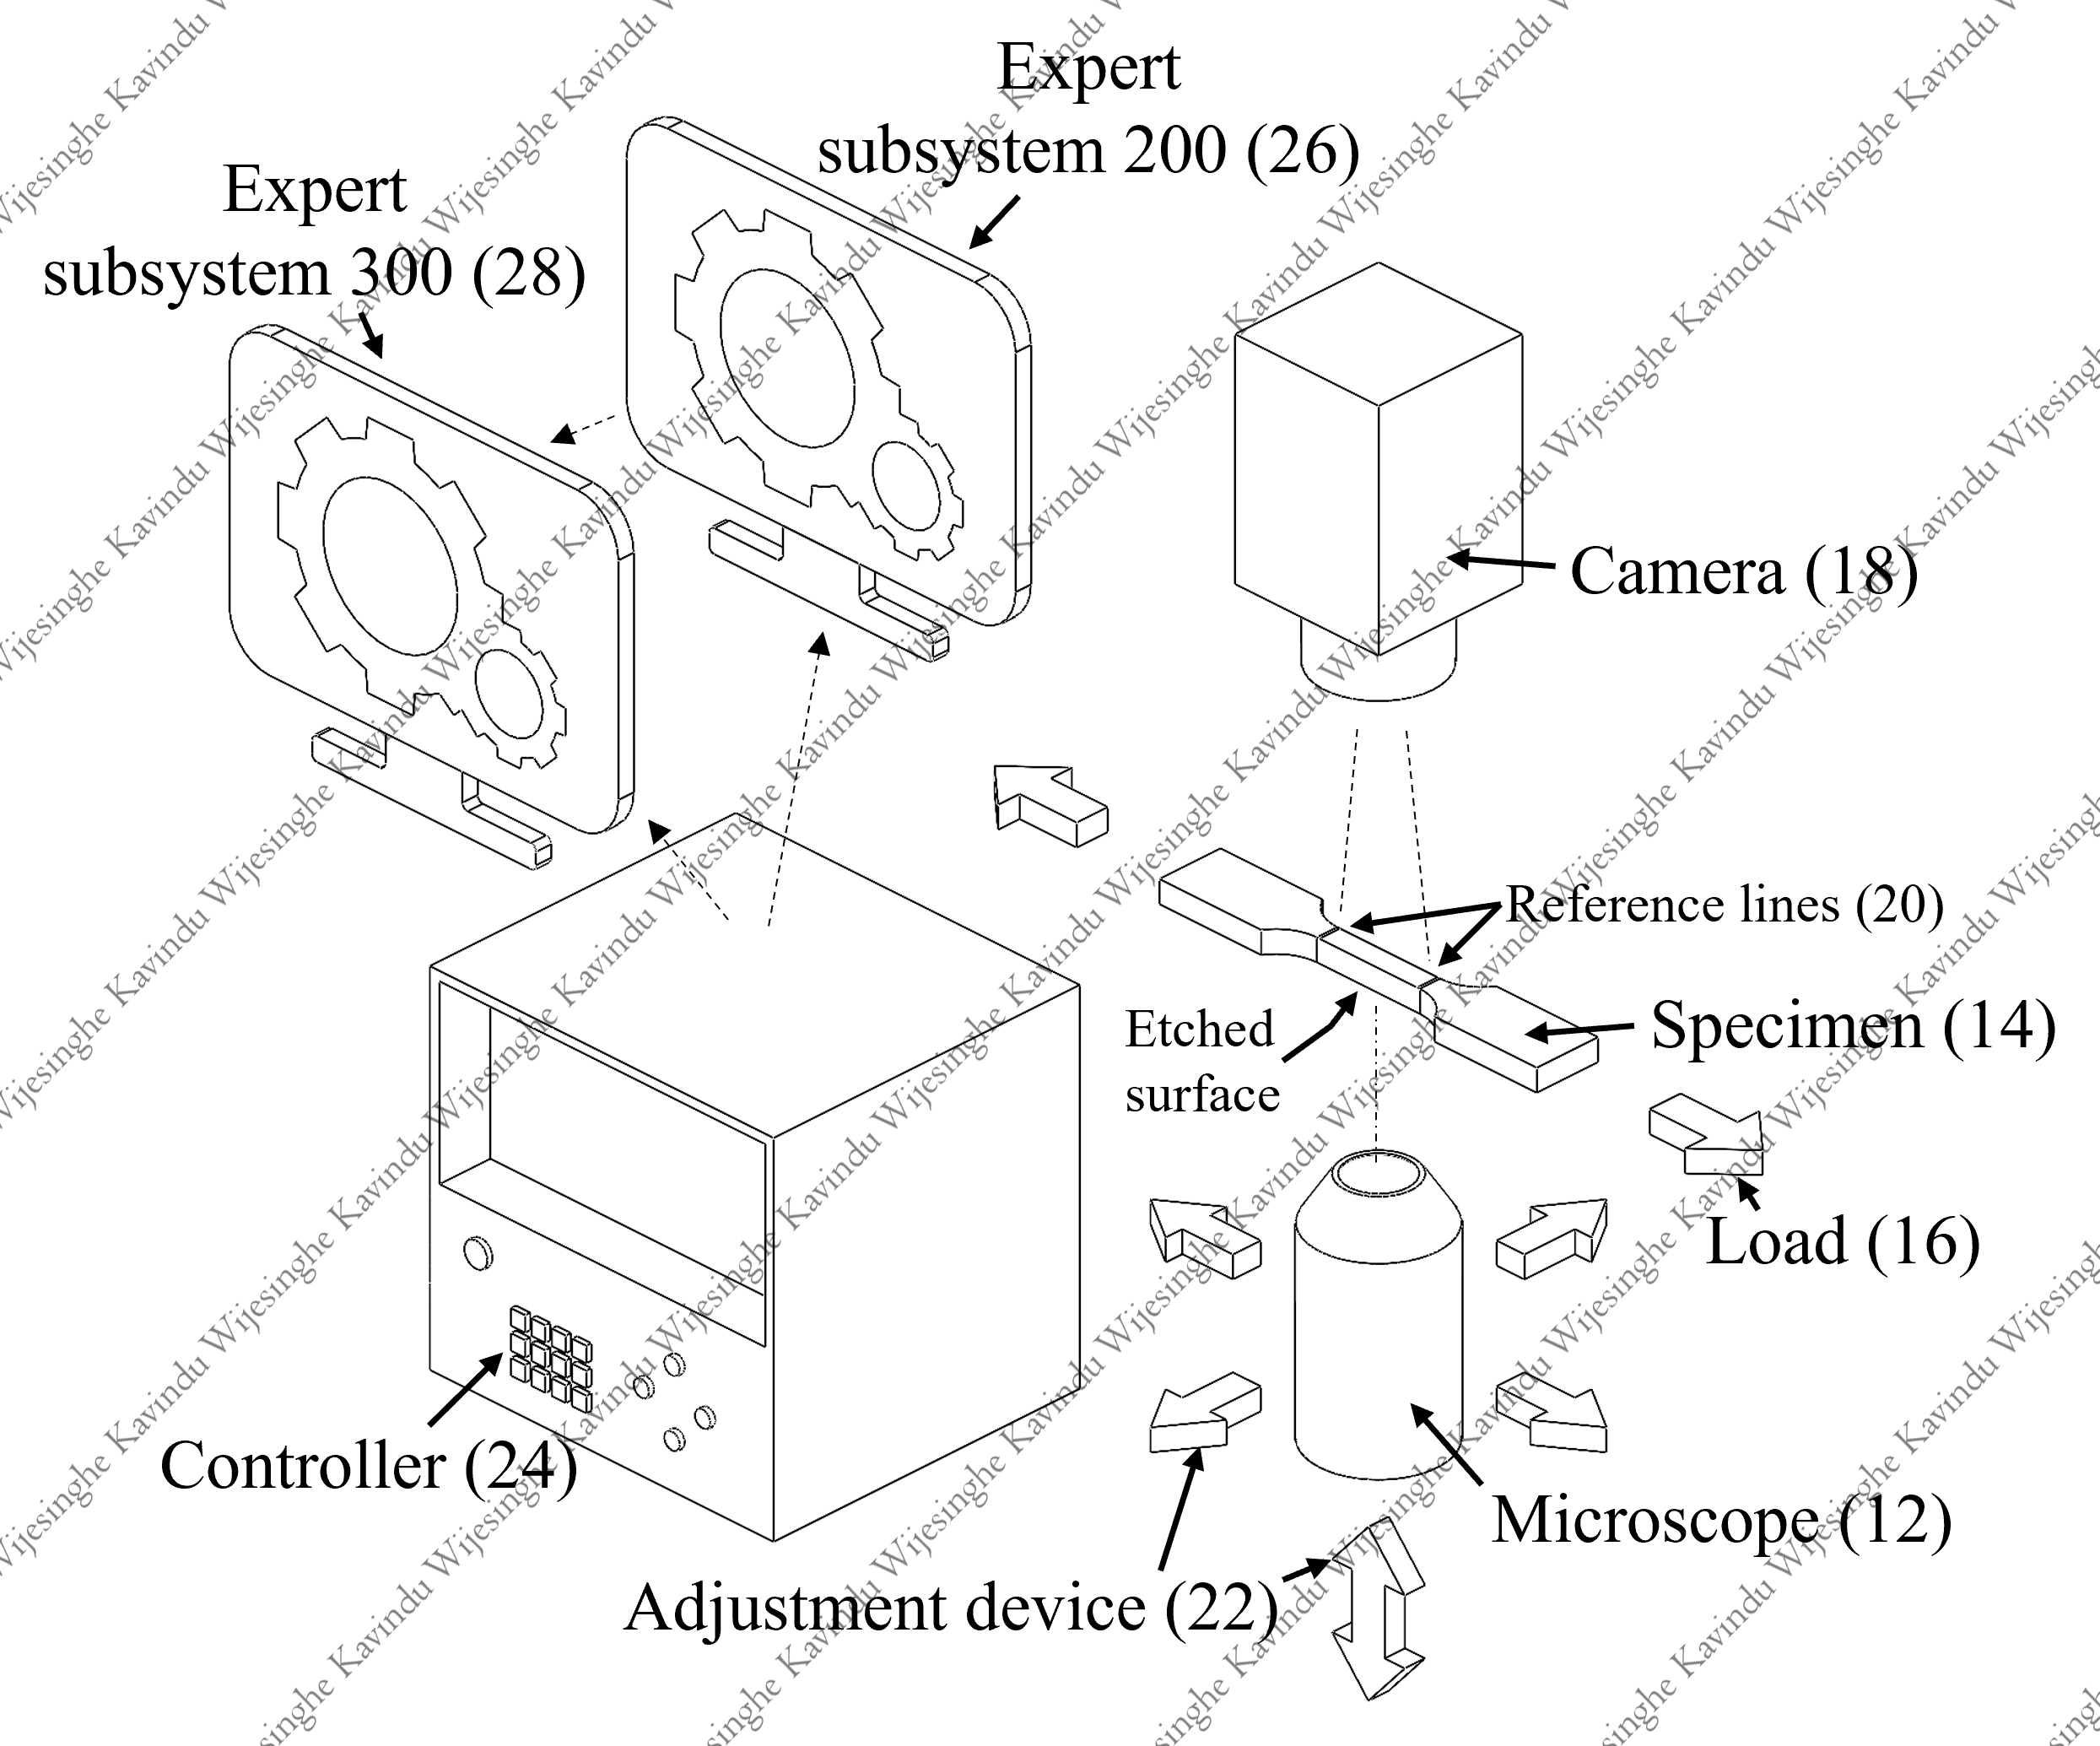 Expert
subsystem 200 (26)
Expert
subsystem 300 (28)
Camera (18)
Reference lines (20)
Etched
surface
Specimen (14)
Load (16)
Controller (24)
Microscope (12)
Adjustment device (22)
Kavindu Wijesinghe Kavindu Wijesinghe Kavindu Wijesinghe